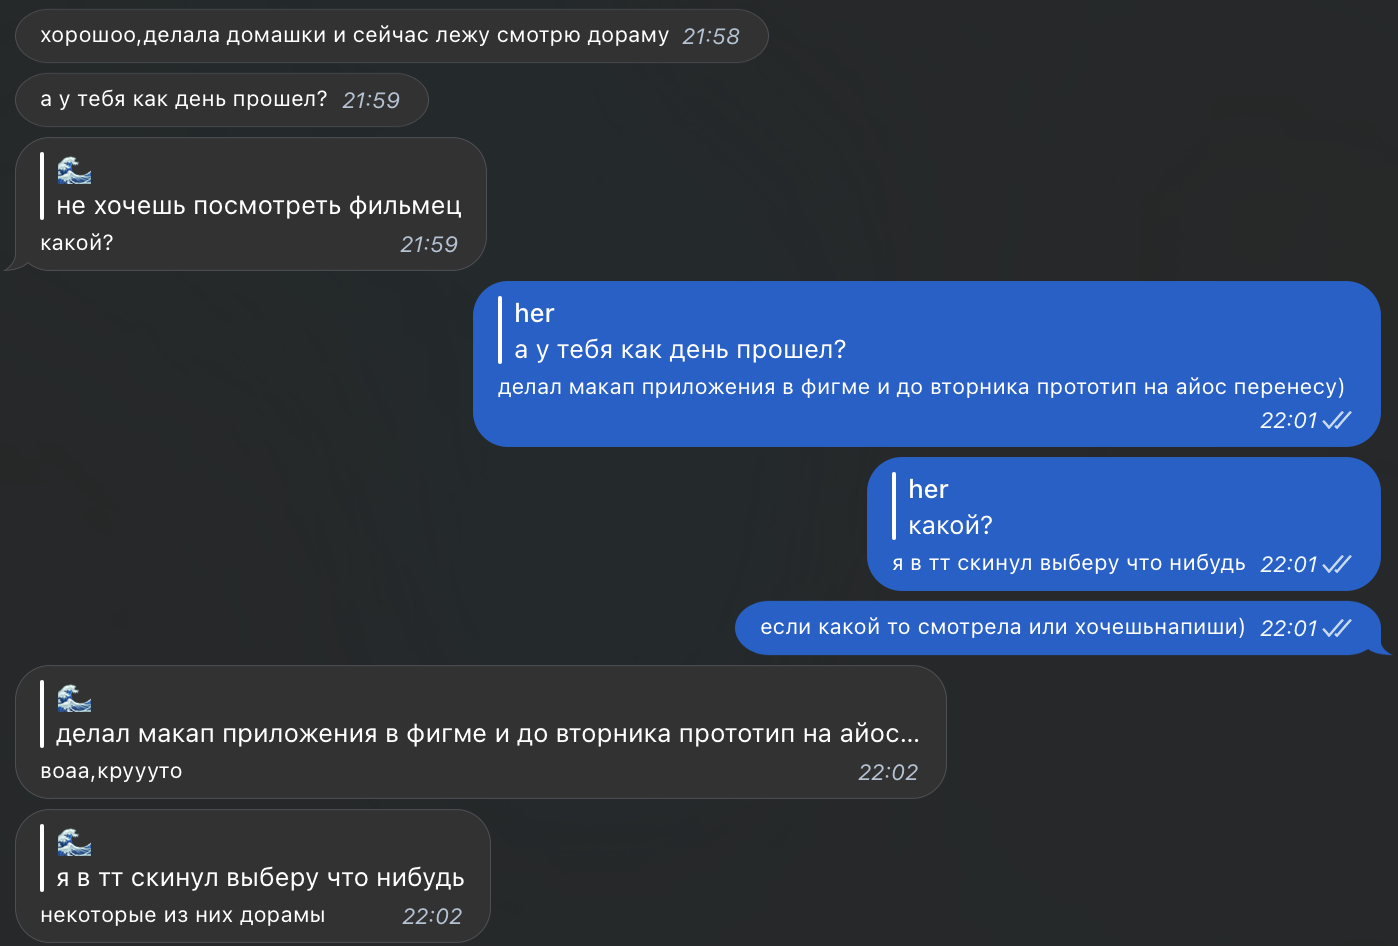 хорошоо,делала домашки и сейчас лежу смотрю дораму 21:58
а у тебя как день прошел? 21:59
🌊
не хочешь посмотреть фильмец
какой? 21:59
her
а у тебя как день прошел?
делал макап приложения в фигме и до вторника прототип на айос перенесу)
22:01
her
какой?
я в тт скинул выберу что нибудь 22:01
если какой то смотрела или хочешьнапиши) 22:01
🌊
делал макап приложения в фигме и до вторника прототип на айос...
воаа,круууто 22:02
🌊
я в тт скинул выберу что нибудь
некоторые из них дорамы 22:02